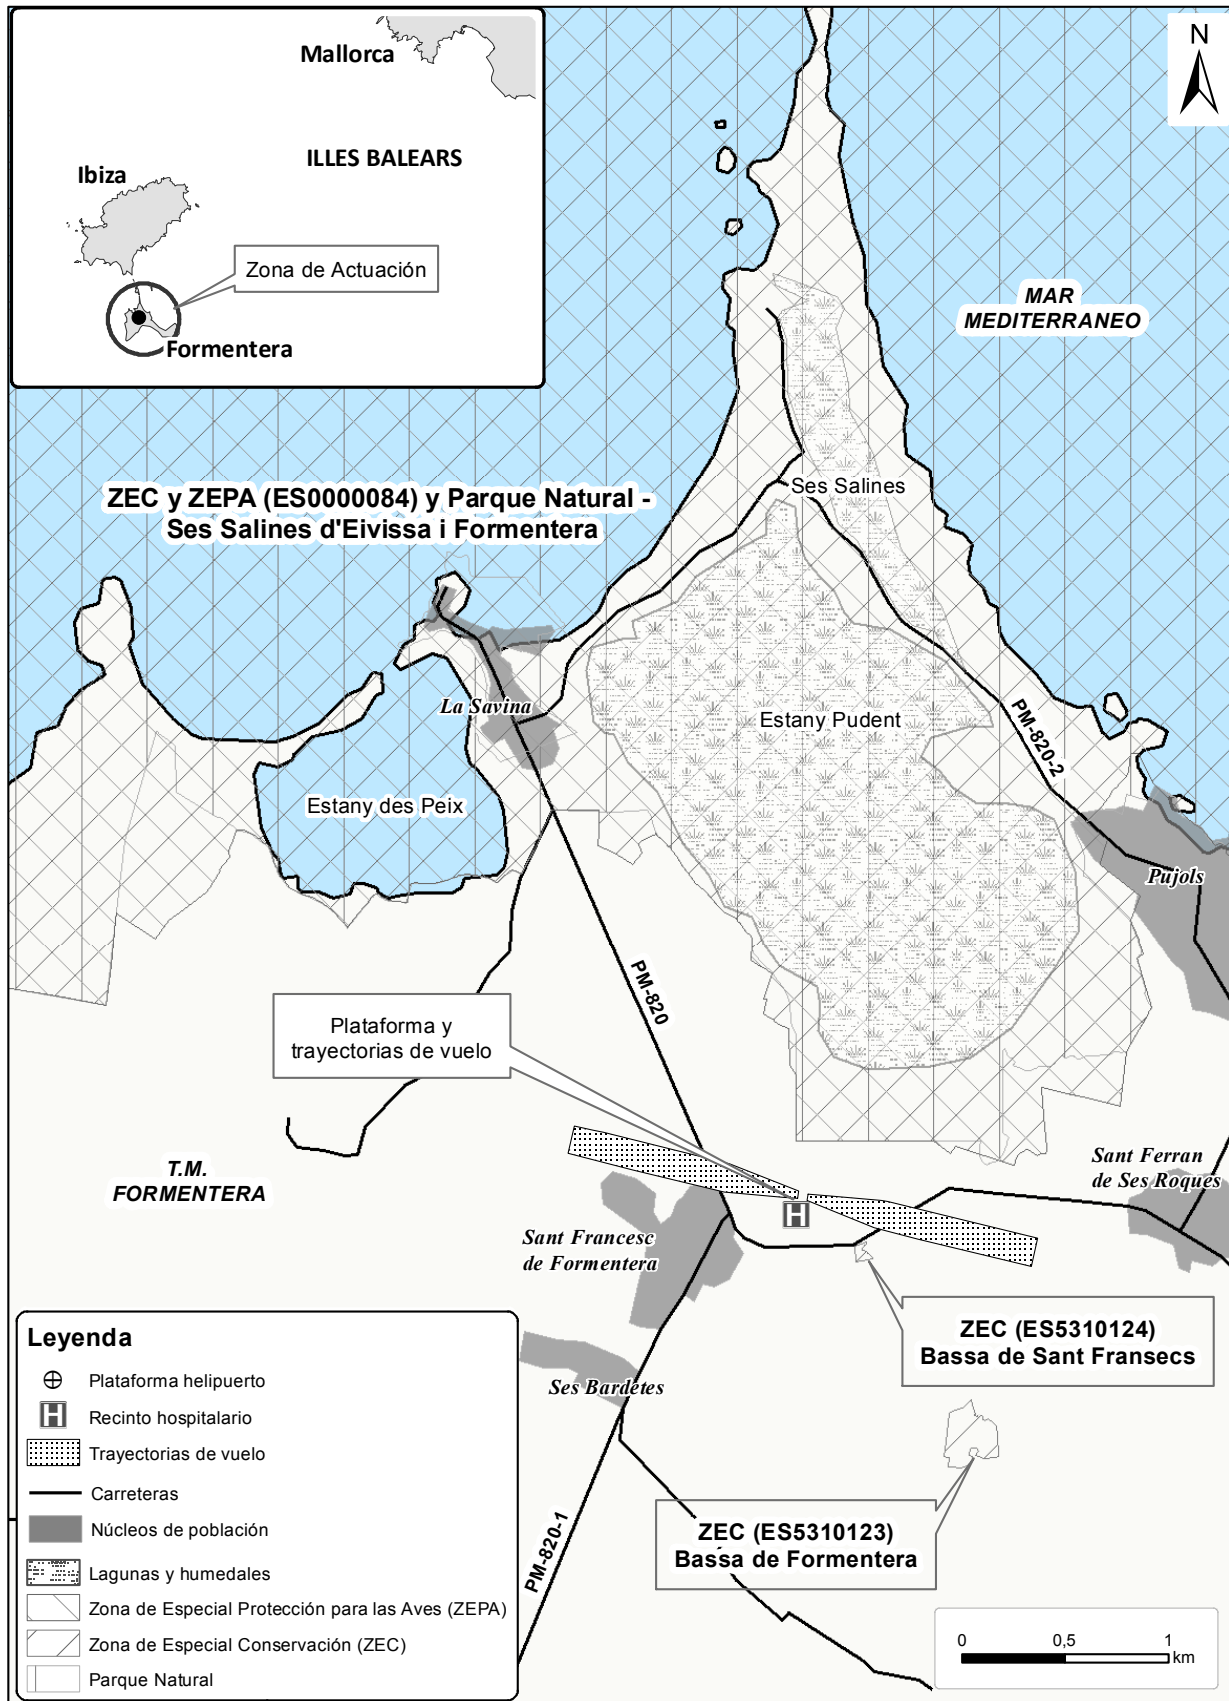 Mallorca
ILLES BALEARS
Ibiza
Zona de Actuación
Formentera
N
MAR
MEDITERRANEO
ZEC y ZEPA (ES0000084) y Parque Natural -
Ses Salines d'Eivissa i Formentera
Ses Salines
La Savina
Estany Pudent
PM-820-2
Estany des Peix
Pujols
PM-820
Plataforma y
trayectorias de vuelo
T.M.
FORMENTERA
Sant Ferran
de Ses Roques
H
Sant Francesc
de Formentera
ZEC (ES5310124)
Bassa de Sant Fransecs
Ses Bardetes
ZEC (ES5310123)
Bassa de Formentera
PM-820-1
Leyenda
Plataforma helipuerto
H Recinto hospitalario
Trayectorias de vuelo
Carreteras
Núcleos de población
Lagunas y humedales
Zona de Especial Protección para las Aves (ZEPA)
Zona de Especial Conservación (ZEC)
Parque Natural
0 0,5 1
km